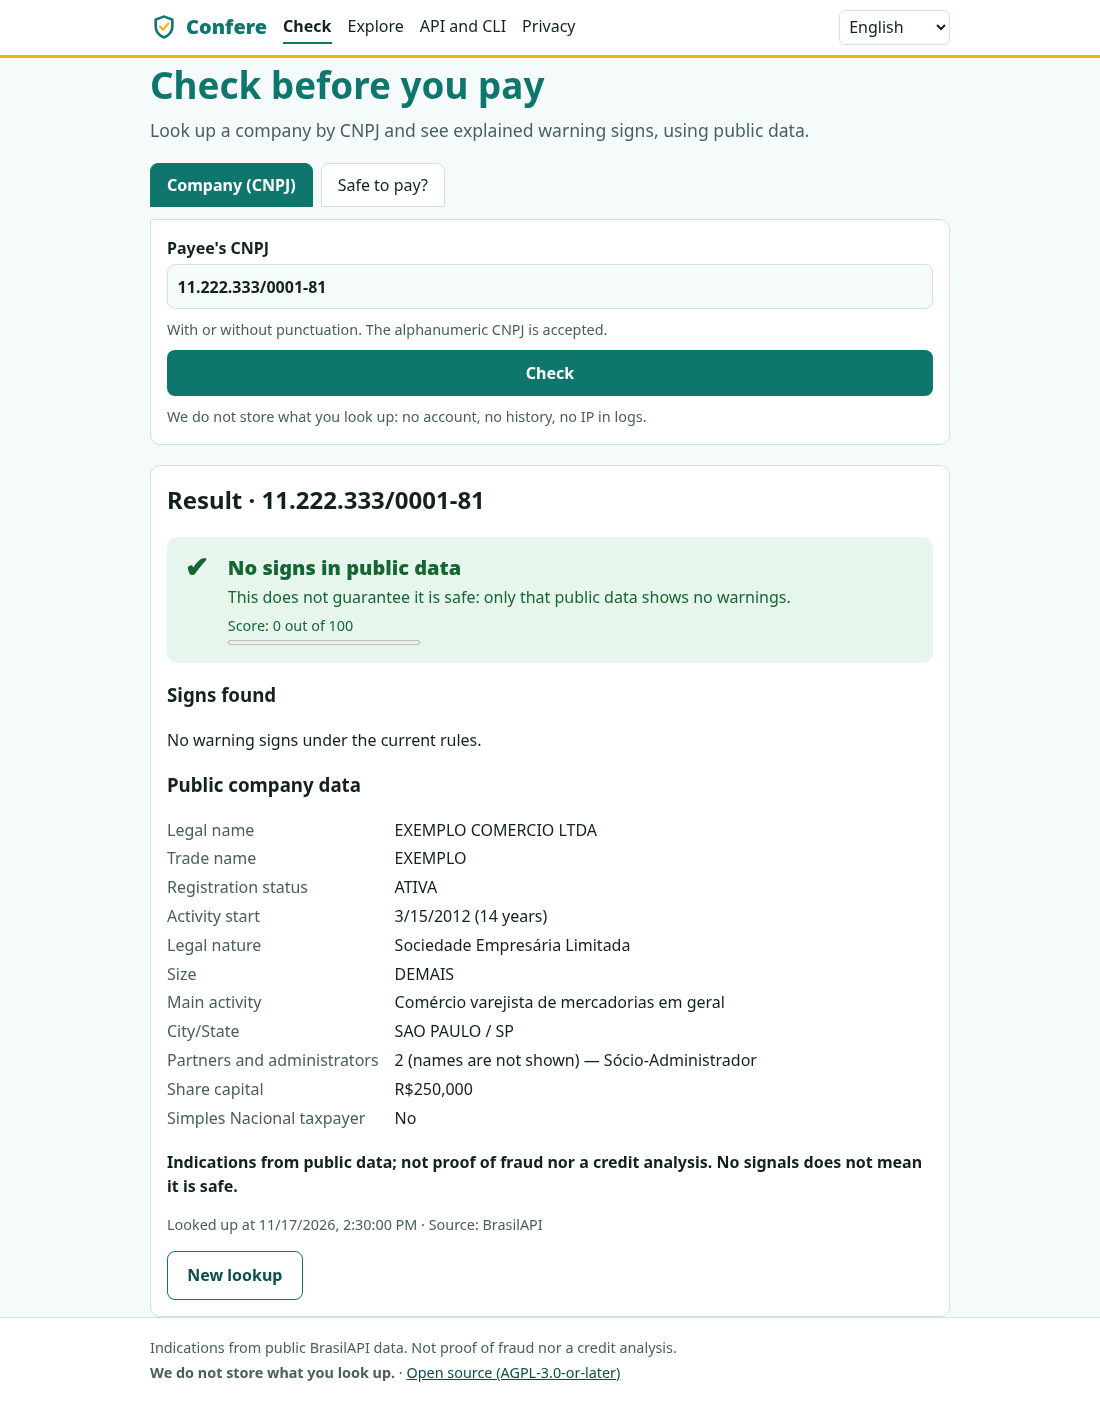 Confere Check Explore API and CLI Privacy English
Check before you pay
Look up a company by CNPJ and see explained warning signs, using public data.
Company (CNPJ) Safe to pay?
Payee's CNPJ
11.222.333/0001-81
With or without punctuation. The alphanumeric CNPJ is accepted.
Check
We do not store what you look up: no account, no history, no IP in logs.
Result · 11.222.333/0001-81
✔ No signs in public data
This does not guarantee it is safe: only that public data shows no warnings.
Score: 0 out of 100
Signs found
No warning signs under the current rules.
Public company data
Legal name EXEMPLO COMERCIO LTDA
Trade name EXEMPLO
Registration status ATIVA
Activity start 3/15/2012 (14 years)
Legal nature Sociedade Empresária Limitada
Size DEMAIS
Main activity Comércio varejista de mercadorias em geral
City/State SAO PAULO / SP
Partners and administrators 2 (names are not shown) — Sócio-Administrador
Share capital R$250,000
Simples Nacional taxpayer No
Indications from public data; not proof of fraud nor a credit analysis. No signals does not mean
it is safe.
Looked up at 11/17/2026, 2:30:00 PM · Source: BrasilAPI
New lookup
Indications from public BrasilAPI data. Not proof of fraud nor a credit analysis.
We do not store what you look up. · Open source (AGPL-3.0-or-later)